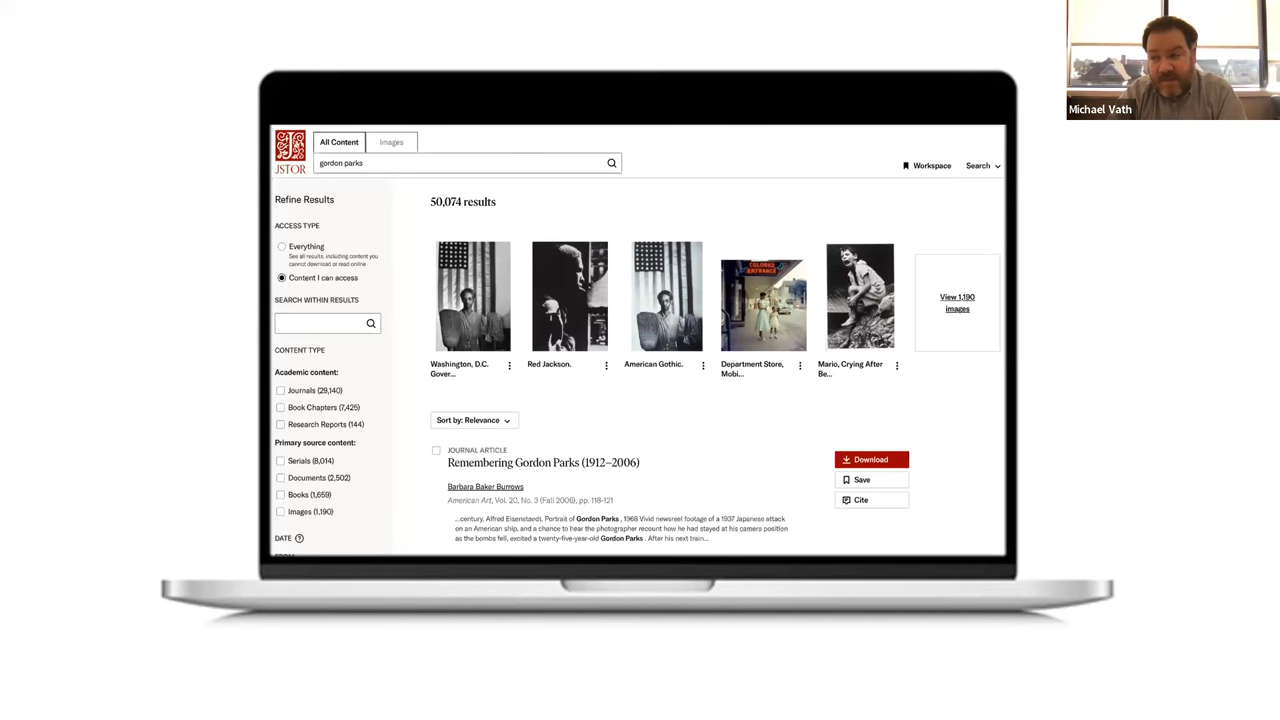 Michael Vath
JSTOR
All Content
Images
gordon parks
Workspace
Search
Refine Results
ACCESS TYPE
Everything
See all results, including content you
cannot download or read online
Content I can access
SEARCH WITHIN RESULTS
CONTENT TYPE
Academic content:
Journals (29,140)
Book Chapters (7,425)
Research Reports (144)
Primary source content:
Serials (8,014)
Documents (2,502)
Books (1,659)
Images (1,190)
DATE ?
50,074 results
COLORED
ENTRANCE
View 1,190
images
Washington, D.C.
Gover...
Red Jackson.
American Gothic.
Department Store,
Mobi...
Mario, Crying After
Be...
Sort by: Relevance
JOURNAL ARTICLE
Remembering Gordon Parks (1912–2006)
Barbara Baker Burrows
American Art, Vol. 20, No. 3 (Fall 2006), pp. 118-121
...century. Alfred Eisenstaedt, Portrait of Gordon Parks , 1968 Vivid newsreel footage of a 1937 Japanese attack
on an American ship, and a chance to hear the photographer recount how he had stayed at his camera position
as the bombs fell, excited a twenty-five-year-old Gordon Parks . After his next train...
Download
Save
Cite